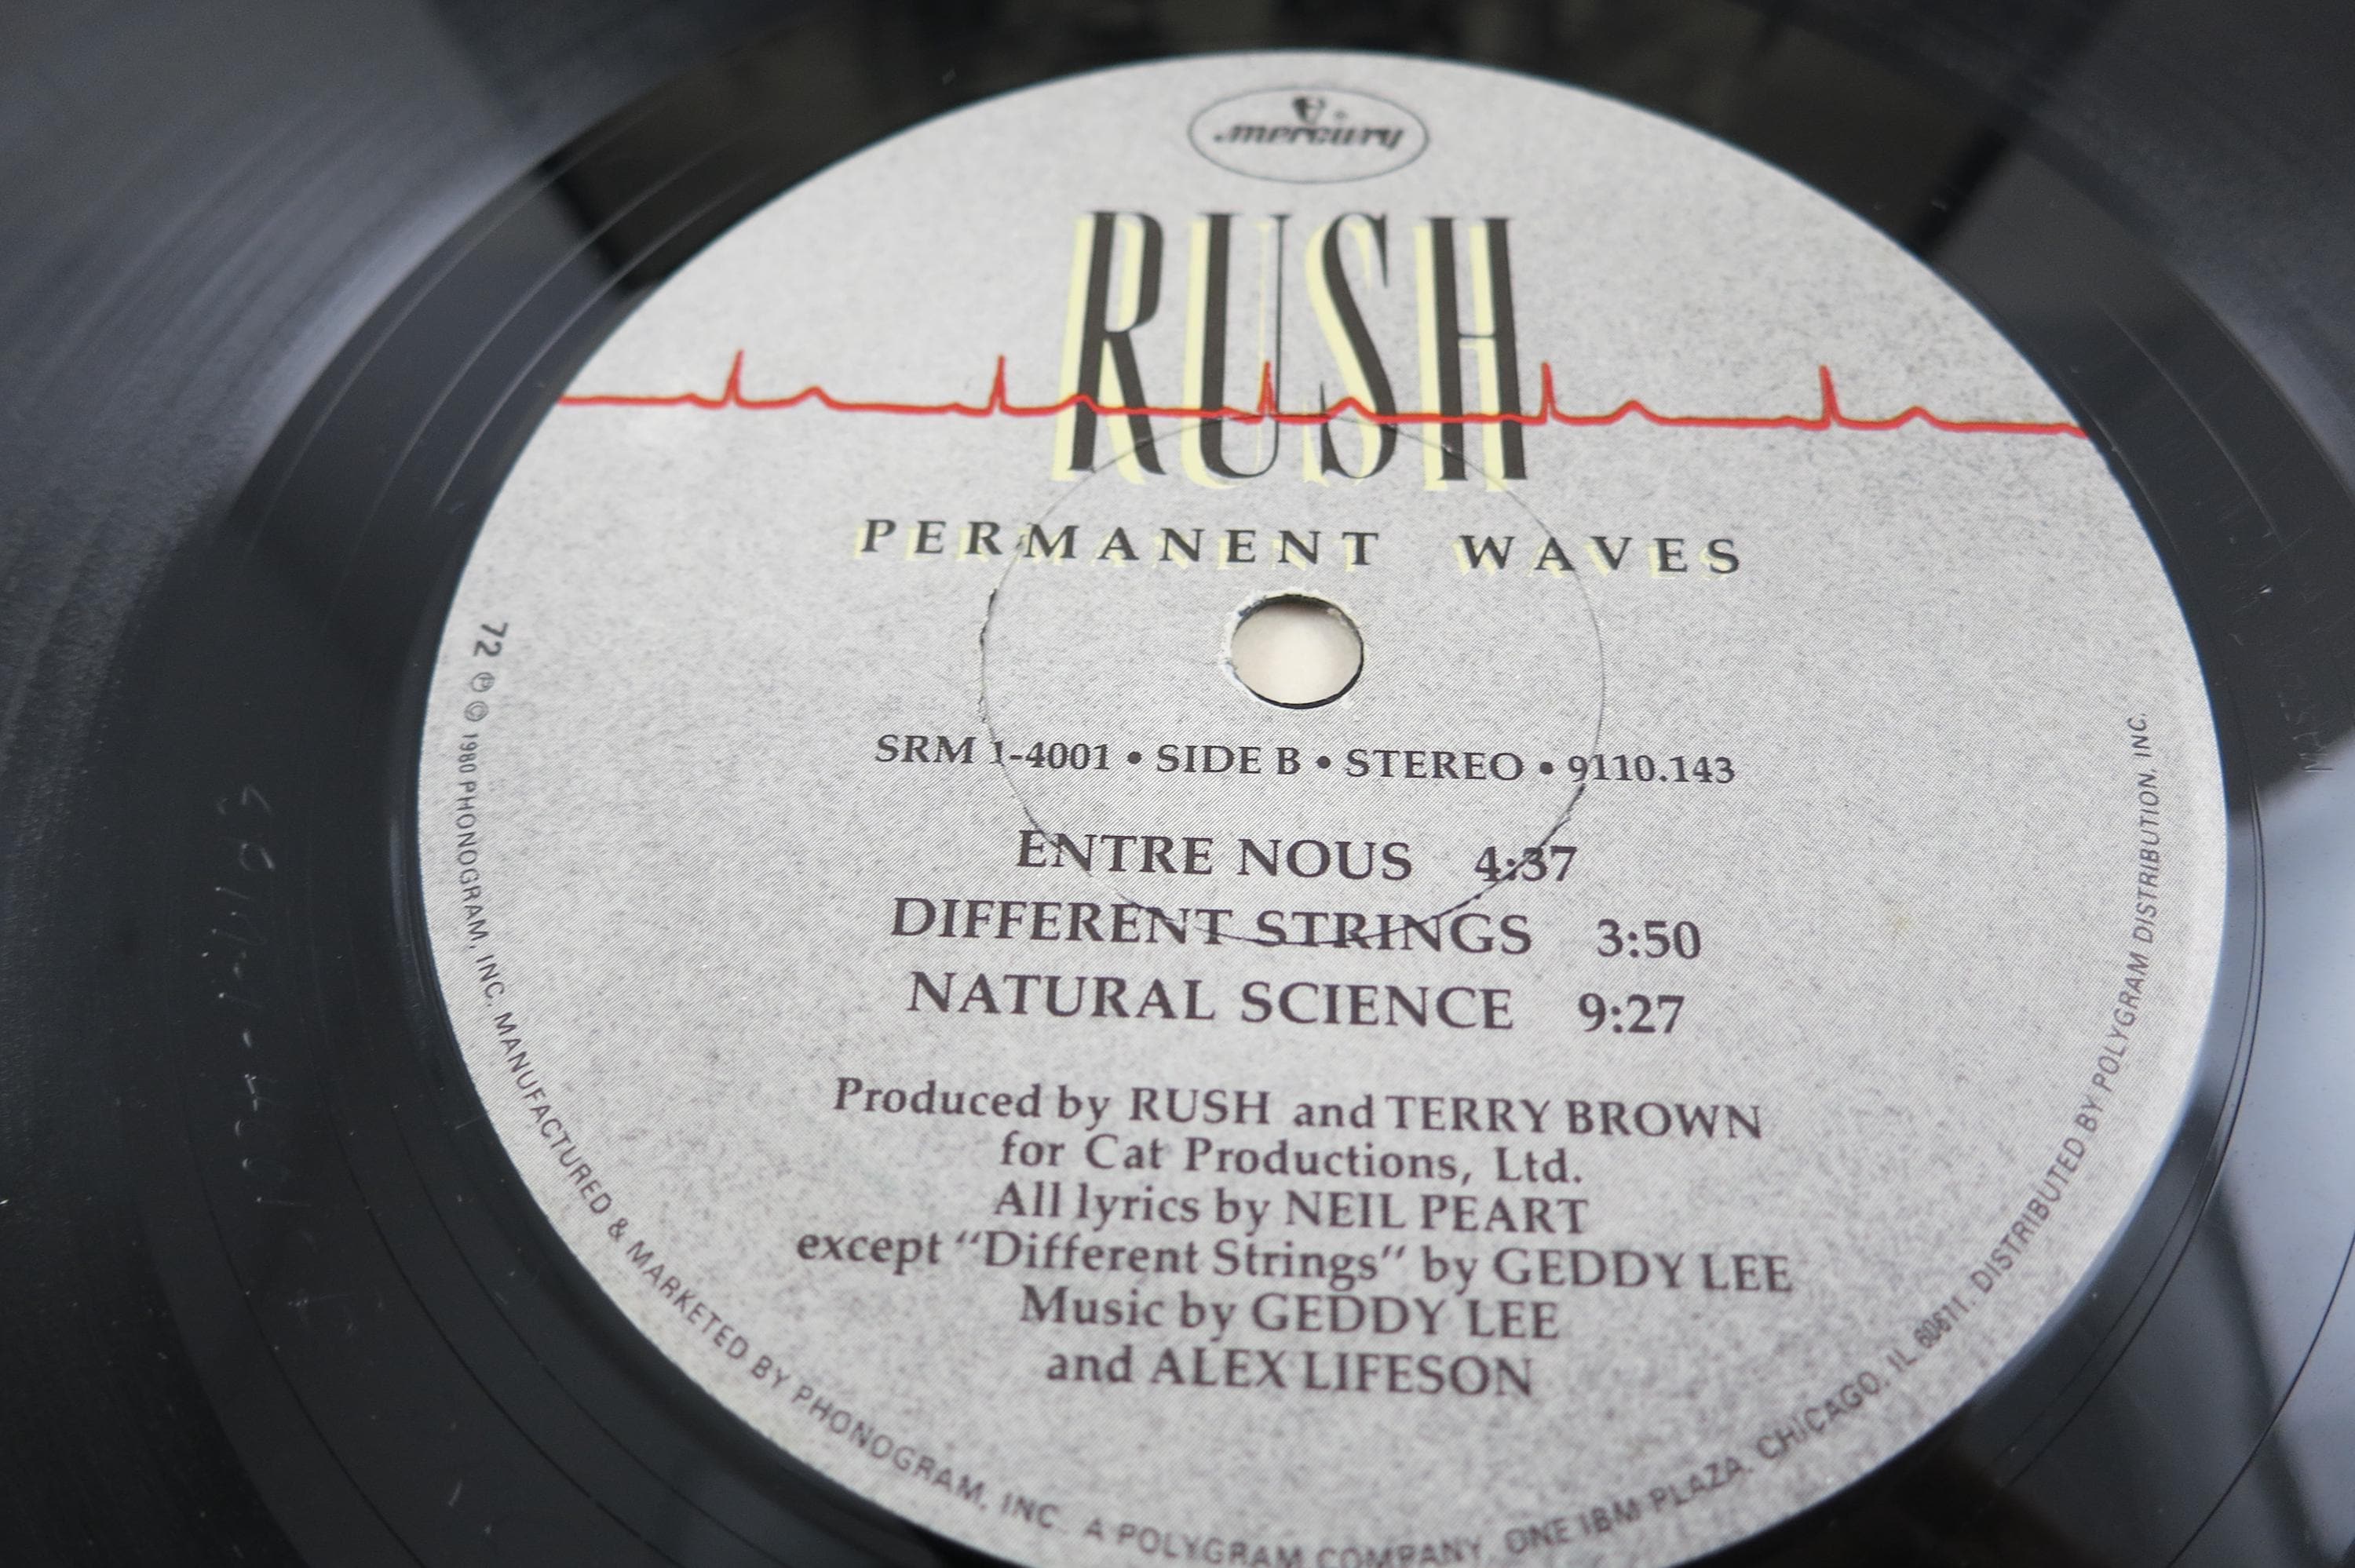 mercury
RUSH
PERMANENT WAVES
SRM 1-4001 • SIDE B • STEREO • 9110.143
ENTRE NOUS 4:37
DIFFERENT STRINGS 3:50
NATURAL SCIENCE 9:27
Produced by RUSH and TERRY BROWN
for Cat Productions, Ltd.
All lyrics by NEIL PEART
except “Different Strings” by GEDDY LEE
Music by GEDDY LEE
and ALEX LIFESON
72 ℗ © 1980 PHONOGRAM, INC. MANUFACTURED & MARKETED BY PHONOGRAM, INC. A POLYGRAM COMPANY, ONE IBM PLAZA, CHICAGO, IL 60611. DISTRIBUTED BY POLYGRAM DISTRIBUTION, INC.